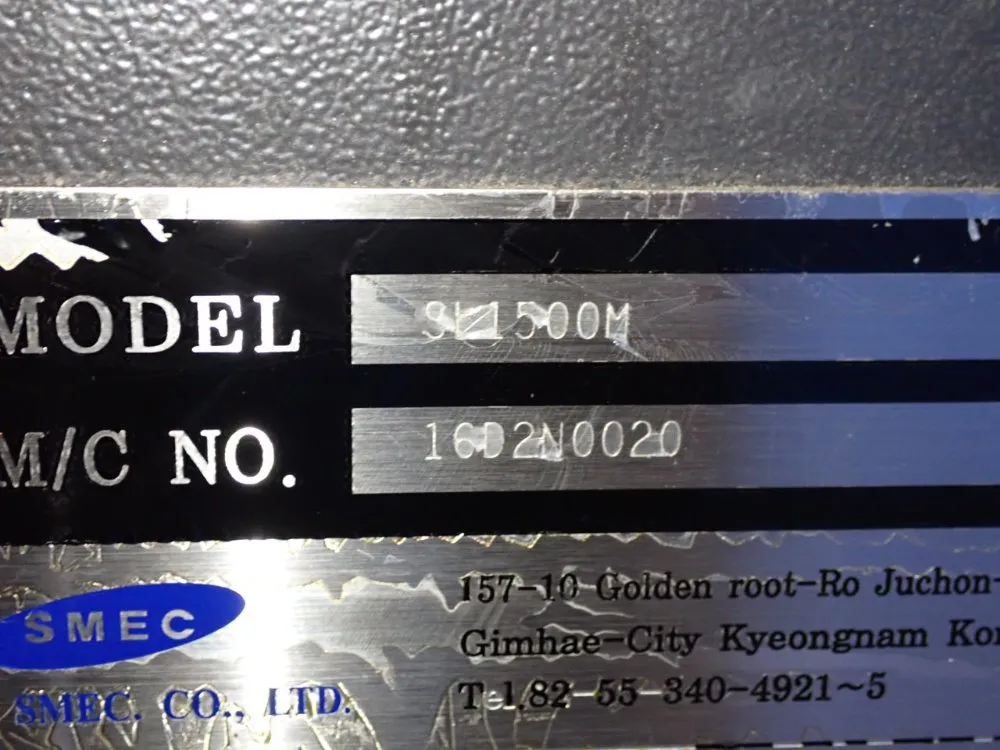 MODEL SL1500M
M/C NO. 16D2N0020
SMEC
157-10 Golden root-Ro Juchon-
Gimhae-City Kyeongnam Kor
SMEC. CO., LTD.
Tel.82-55-340-4921~5